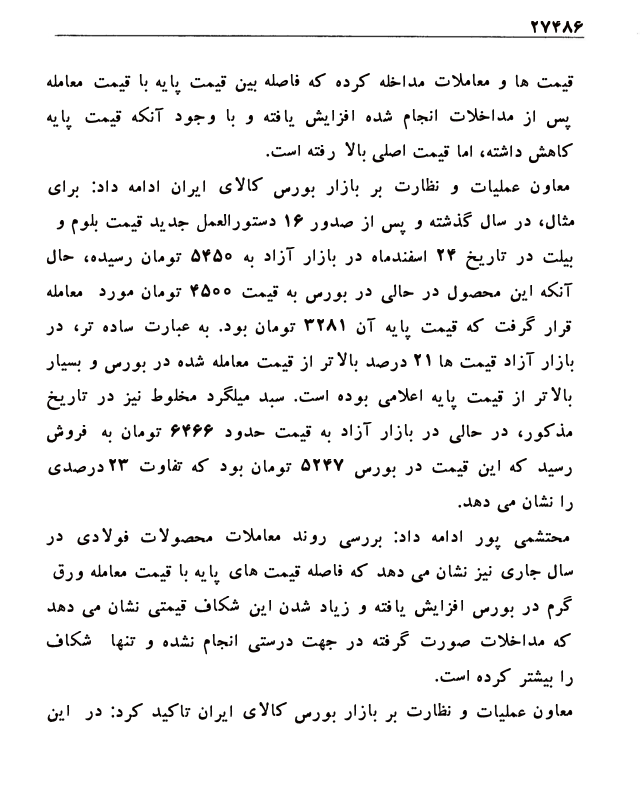 ۲۷۴۸۶
قیمت ها و معاملات مداخله کرده که فاصله بین قیمت پایه با قیمت معامله
پس از مداخلات انجام شده افزایش یافته و با وجود آنکه قیمت پایه
کاهش داشته، اما قیمت اصلی بالا رفته است.
معاون عملیات و نظارت بر بازار بورس کالای ایران ادامه داد: برای
مثال، در سال گذشته و پس از صدور ۱۶ دستورالعمل جدید قیمت بلوم و
بیلت در تاریخ ۲۴ اسفندماه در بازار آزاد به ۵۴۵۰ تومان رسیده، حال
آنکه این محصول در حالی در بورس به قیمت ۴۵۰۰ تومان مورد معامله
قرار گرفت که قیمت پایه آن ۳۲۸۱ تومان بود. به عبارت ساده تر، در
بازار آزاد قیمت ها ۲۱ درصد بالاتر از قیمت معامله شده در بورس و بسیار
بالاتر از قیمت پایه اعلامی بوده است. سبد میلگرد مخلوط نیز در تاریخ
مذکور، در حالی در بازار آزاد به قیمت حدود ۶۴۶۶ تومان به فروش
رسید که این قیمت در بورس ۵۲۴۷ تومان بود که تفاوت ۲۳درصدی
را نشان می دهد.
محتشمی پور ادامه داد: بررسی روند معاملات محصولات فولادی در
سال جاری نیز نشان می دهد که فاصله قیمت های پایه با قیمت معامله ورق
گرم در بورس افزایش یافته و زیاد شدن این شکاف قیمتی نشان می دهد
که مداخلات صورت گرفته در جهت درستی انجام نشده و تنها شکاف
را بیشتر کرده است.
معاون عملیات و نظارت بر بازار بورس کالای ایران تاکید کرد: در این